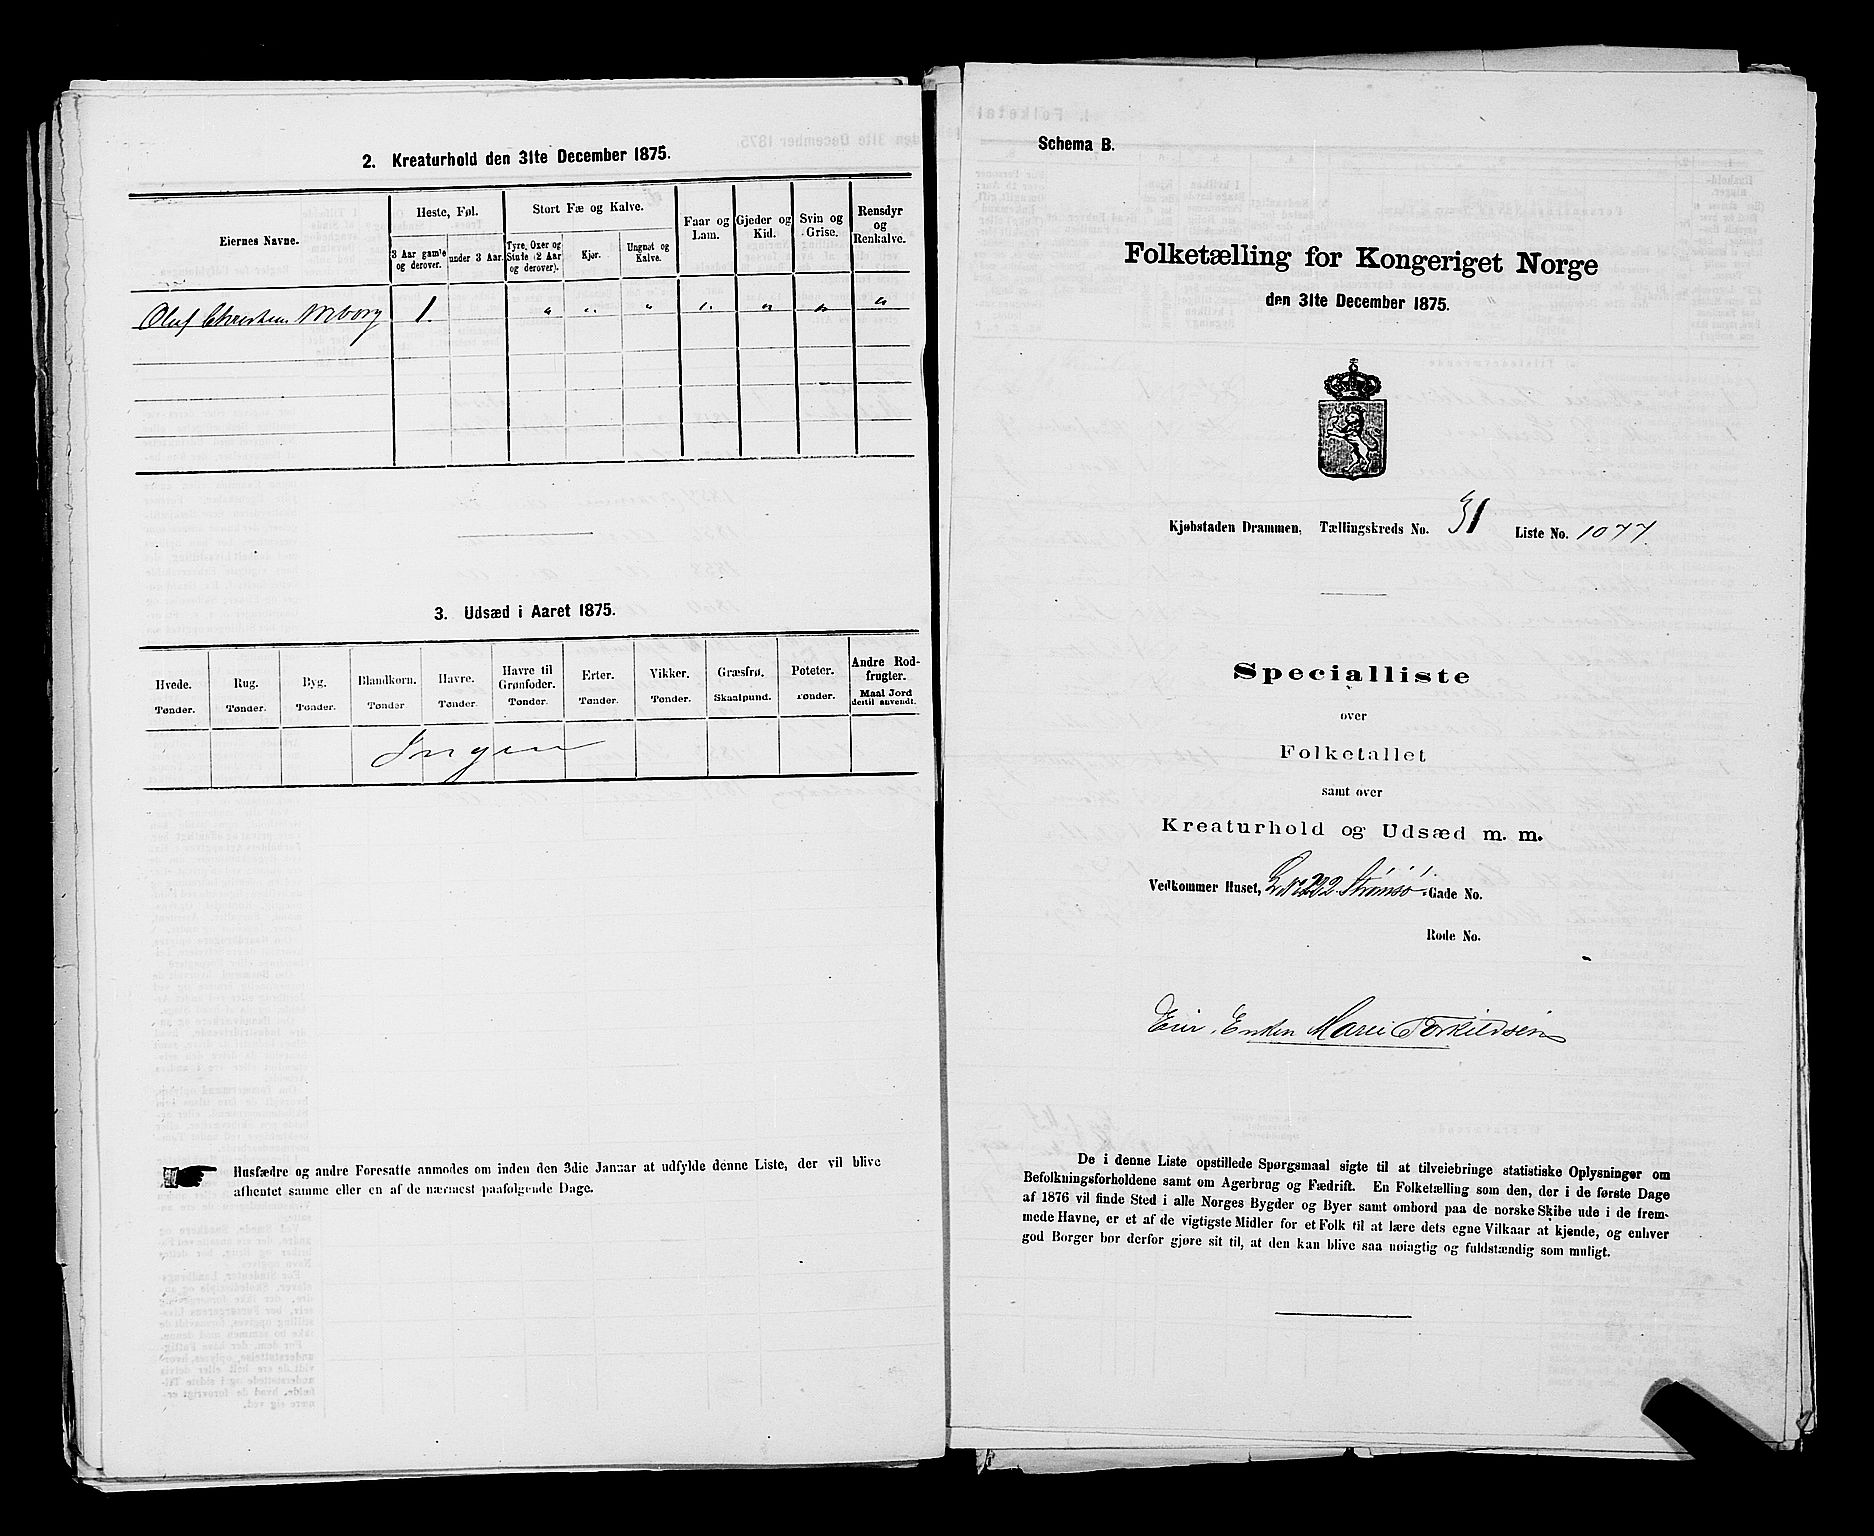 2. Kreaturhold den 31te December 1875.
Eiernes Navne.
Heste, Føl.
3 Aar gamle og derover.
under 3 Aar.
Stort Fæ og Kalve.
Tyre, Oxer og Stude (2 Aar og derover).
Kjør.
Ungnøt og Kalve.
Faar og Lam.
Gjeder og Kid.
Svin og Grise.
Rensdyr og Renkalve.
Oluf Christian 1. " " " " " " "
3. Udsæd i Aaret 1875.
Hvede. Tønder.
Rug. Tønder.
Byg. Tønder.
Blandkorn. Tønder
Havre. Tønder.
Havre til Grønfoder. Tønder.
Erter. Tønder.
Vikker. Tønder.
Græsfrø. Skaalpund.
Poteter. Tønder.
Andre Rodfrugter. Maal Jord dertil anvendt.
Ingen
Husfædre og andre Foresatte anmodes om inden den 3die Januar at udfylde denne Liste, der vil blive
afhentet samme eller en af de nærmest paafølgende Dage.
Schema B.
Folketælling for Kongeriget Norge
den 31te December 1875.
Kjøbstaden Drammen, Tællingskreds No. 31 Liste No. 1077.
Specialliste
over
Folketallet
samt over
Kreaturhold og Udsæd m. m.
Vedkommer Huset, Strømsø Gade No.
Rode No.
Eier, Enken Marie Torkildsen
De i denne Liste opstillede Spørgsmaal sigte til at tilveiebringe statistiske Oplysninger om
Befolkningsforholdene samt om Agerbrug og Fædrift. En Folketælling som den, der i de første Dage
af 1876 vil finde Sted i alle Norges Bygder og Byer samt ombord paa de norske Skibe ude i de frem-
mede Havne, er et af de vigtigste Midler for et Folk til at lære dets egne Vilkaar at kjende, og enhver
god Borger bør derfor gjøre sit til, at den kan blive saa nøiagtig og fuldstændig som muligt.